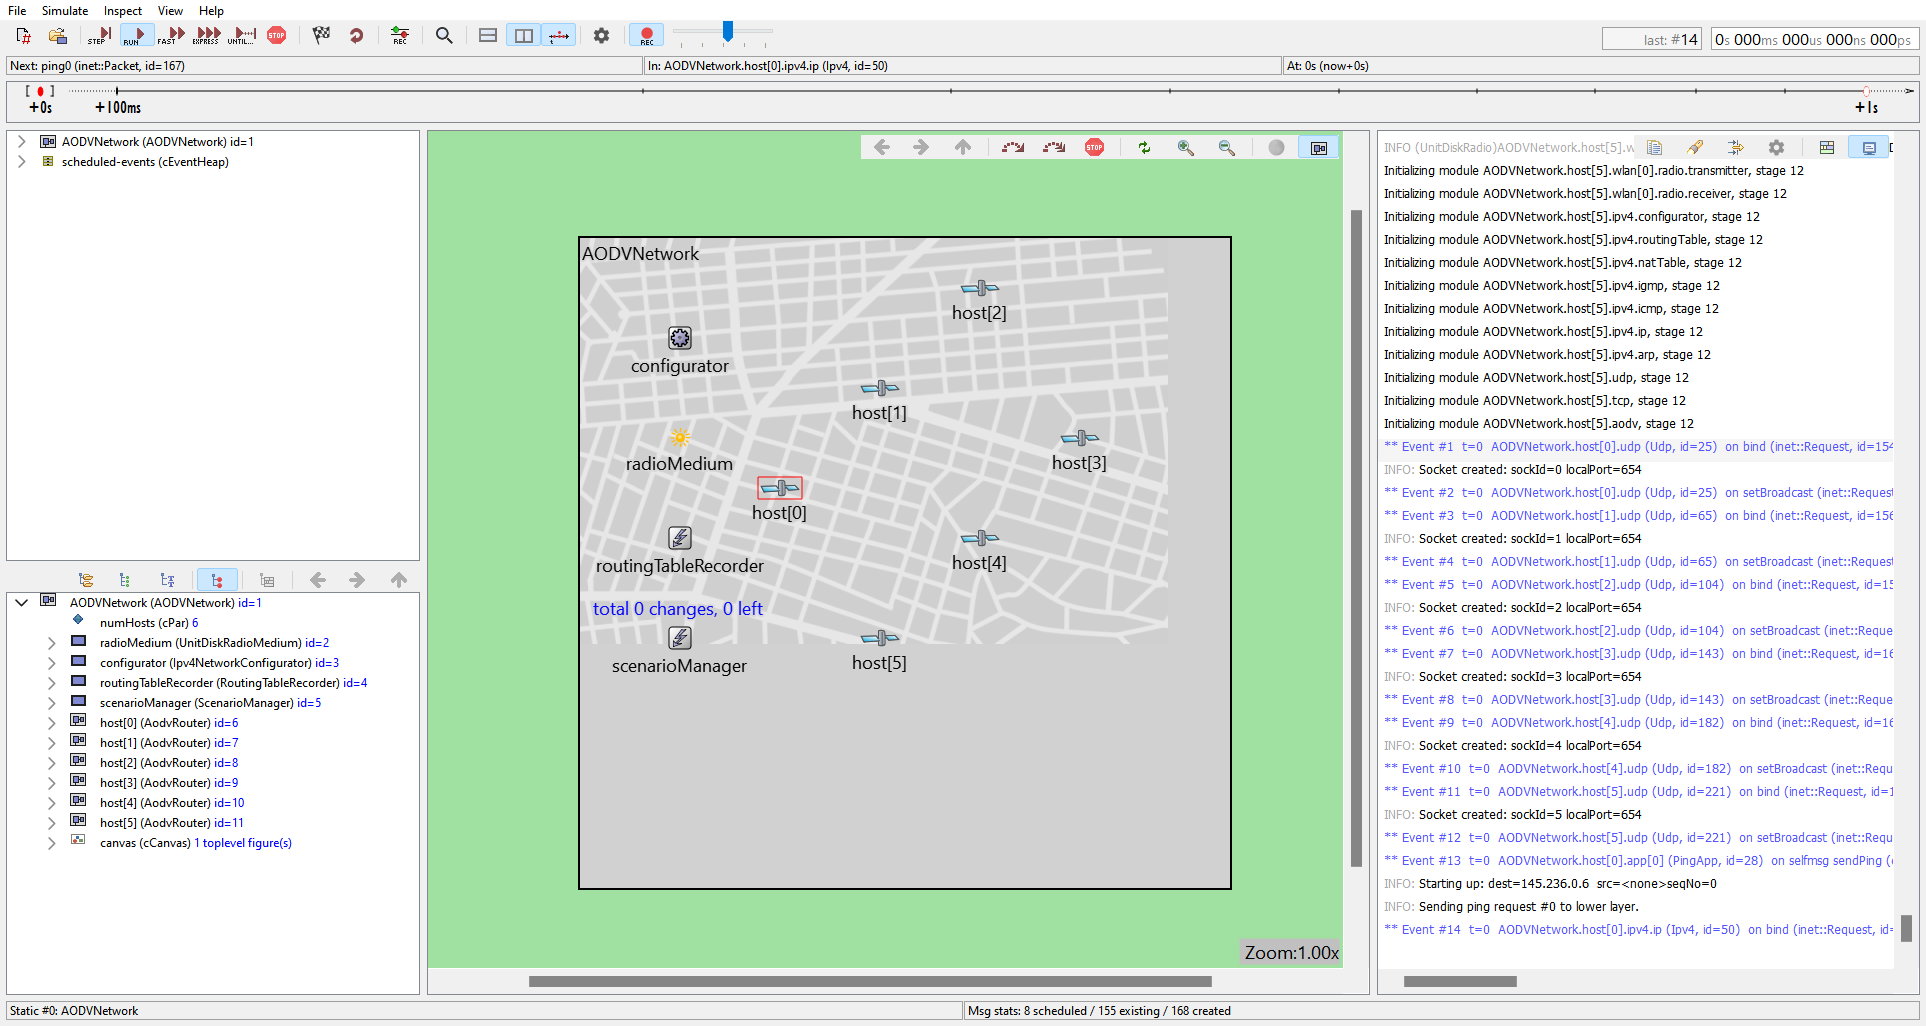 File Simulate Inspect View Help
STEP RUN FAST EXPRESS UNTIL... STOP REC REC
last: #14 0s 000ms 000us 000ns 000ps
Next: ping0 (inet::Packet, id=167) In: AODVNetwork.host[0].ipv4.ip (Ipv4, id=50) At: 0s (now+0s)
+0s +100ms +1s
AODVNetwork (AODVNetwork) id=1
scheduled-events (cEventHeap)
AODVNetwork (AODVNetwork) id=1
numHosts (cPar) 6
radioMedium (UnitDiskRadioMedium) id=2
configurator (Ipv4NetworkConfigurator) id=3
routingTableRecorder (RoutingTableRecorder) id=4
scenarioManager (ScenarioManager) id=5
host[0] (AodvRouter) id=6
host[1] (AodvRouter) id=7
host[2] (AodvRouter) id=8
host[3] (AodvRouter) id=9
host[4] (AodvRouter) id=10
host[5] (AodvRouter) id=11
canvas (cCanvas) 1 toplevel figure(s)
STOP
AODVNetwork
host[2]
configurator
host[1]
radioMedium
host[3]
host[0]
routingTableRecorder
host[4]
total 0 changes, 0 left
scenarioManager
host[5]
Zoom:1.00x
INFO (UnitDiskRadio)AODVNetwork.host[5].w
Initializing module AODVNetwork.host[5].wlan[0].radio.transmitter, stage 12
Initializing module AODVNetwork.host[5].wlan[0].radio.receiver, stage 12
Initializing module AODVNetwork.host[5].ipv4.configurator, stage 12
Initializing module AODVNetwork.host[5].ipv4.routingTable, stage 12
Initializing module AODVNetwork.host[5].ipv4.natTable, stage 12
Initializing module AODVNetwork.host[5].ipv4.igmp, stage 12
Initializing module AODVNetwork.host[5].ipv4.icmp, stage 12
Initializing module AODVNetwork.host[5].ipv4.ip, stage 12
Initializing module AODVNetwork.host[5].ipv4.arp, stage 12
Initializing module AODVNetwork.host[5].udp, stage 12
Initializing module AODVNetwork.host[5].tcp, stage 12
Initializing module AODVNetwork.host[5].aodv, stage 12
** Event #1 t=0 AODVNetwork.host[0].udp (Udp, id=25) on bind (inet::Request, id=154
INFO: Socket created: sockId=0 localPort=654
** Event #2 t=0 AODVNetwork.host[0].udp (Udp, id=25) on setBroadcast (inet::Request
** Event #3 t=0 AODVNetwork.host[1].udp (Udp, id=65) on bind (inet::Request, id=156
INFO: Socket created: sockId=1 localPort=654
** Event #4 t=0 AODVNetwork.host[1].udp (Udp, id=65) on setBroadcast (inet::Request
** Event #5 t=0 AODVNetwork.host[2].udp (Udp, id=104) on bind (inet::Request, id=15
INFO: Socket created: sockId=2 localPort=654
** Event #6 t=0 AODVNetwork.host[2].udp (Udp, id=104) on setBroadcast (inet::Reque
** Event #7 t=0 AODVNetwork.host[3].udp (Udp, id=143) on bind (inet::Request, id=16
INFO: Socket created: sockId=3 localPort=654
** Event #8 t=0 AODVNetwork.host[3].udp (Udp, id=143) on setBroadcast (inet::Reque
** Event #9 t=0 AODVNetwork.host[4].udp (Udp, id=182) on bind (inet::Request, id=16
INFO: Socket created: sockId=4 localPort=654
** Event #10 t=0 AODVNetwork.host[4].udp (Udp, id=182) on setBroadcast (inet::Requ
** Event #11 t=0 AODVNetwork.host[5].udp (Udp, id=221) on bind (inet::Request, id=1
INFO: Socket created: sockId=5 localPort=654
** Event #12 t=0 AODVNetwork.host[5].udp (Udp, id=221) on setBroadcast (inet::Requ
** Event #13 t=0 AODVNetwork.host[0].app[0] (PingApp, id=28) on selfmsg sendPing (
INFO: Starting up: dest=145.236.0.6 src=<none>seqNo=0
INFO: Sending ping request #0 to lower layer.
** Event #14 t=0 AODVNetwork.host[0].ipv4.ip (Ipv4, id=50) on bind (inet::Request, id=
Static #0: AODVNetwork Msg stats: 8 scheduled / 155 existing / 168 created